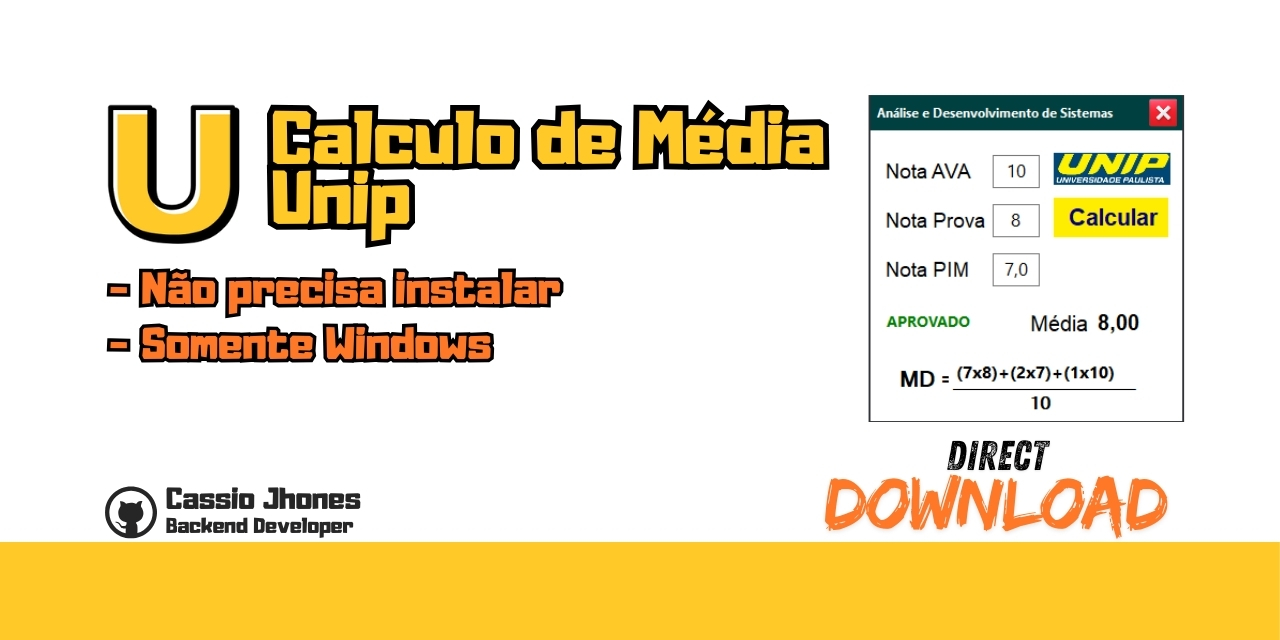 U
Calculo de Média
Unip
- Não precisa instalar
- Somente Windows
Cassio Jhones
Backend Developer
Análise e Desenvolvimento de Sistemas
Nota AVA 10
UNIP
UNIVERSIDADE PAULISTA
Nota Prova 8
Calcular
Nota PIM 7,0
APROVADO Média 8,00
MD = (7x8)+(2x7)+(1x10)
10
DIRECT
DOWNLOAD